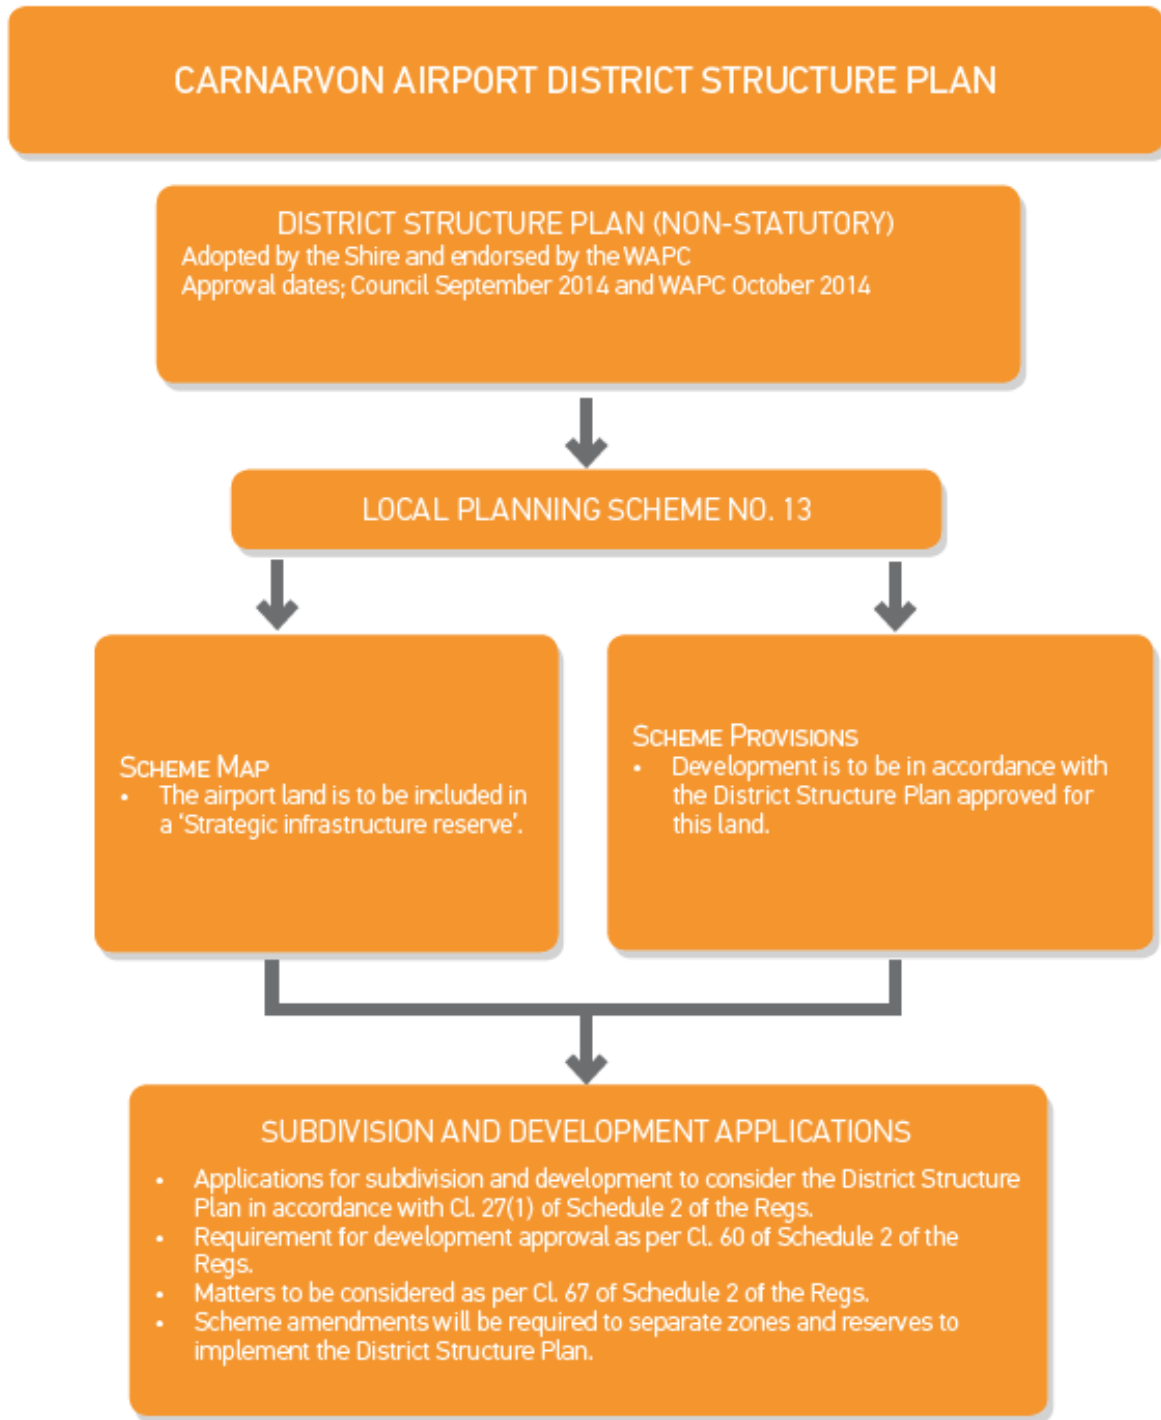 CARNARVON AIRPORT DISTRICT STRUCTURE PLAN
DISTRICT STRUCTURE PLAN (NON-STATUTORY)
Adopted by the Shire and endorsed by the WAPC
Approval dates; Council September 2014 and WAPC October 2014
LOCAL PLANNING SCHEME NO. 13
SCHEME MAP
• The airport land is to be included in
a ‘Strategic infrastructure reserve’.
SCHEME PROVISIONS
• Development is to be in accordance with
the District Structure Plan approved for
this land.
SUBDIVISION AND DEVELOPMENT APPLICATIONS
• Applications for subdivision and development to consider the District Structure
Plan in accordance with Cl. 27(1) of Schedule 2 of the Regs.
• Requirement for development approval as per Cl. 60 of Schedule 2 of the
Regs.
• Matters to be considered as per Cl. 67 of Schedule 2 of the Regs.
• Scheme amendments will be required to separate zones and reserves to
implement the District Structure Plan.